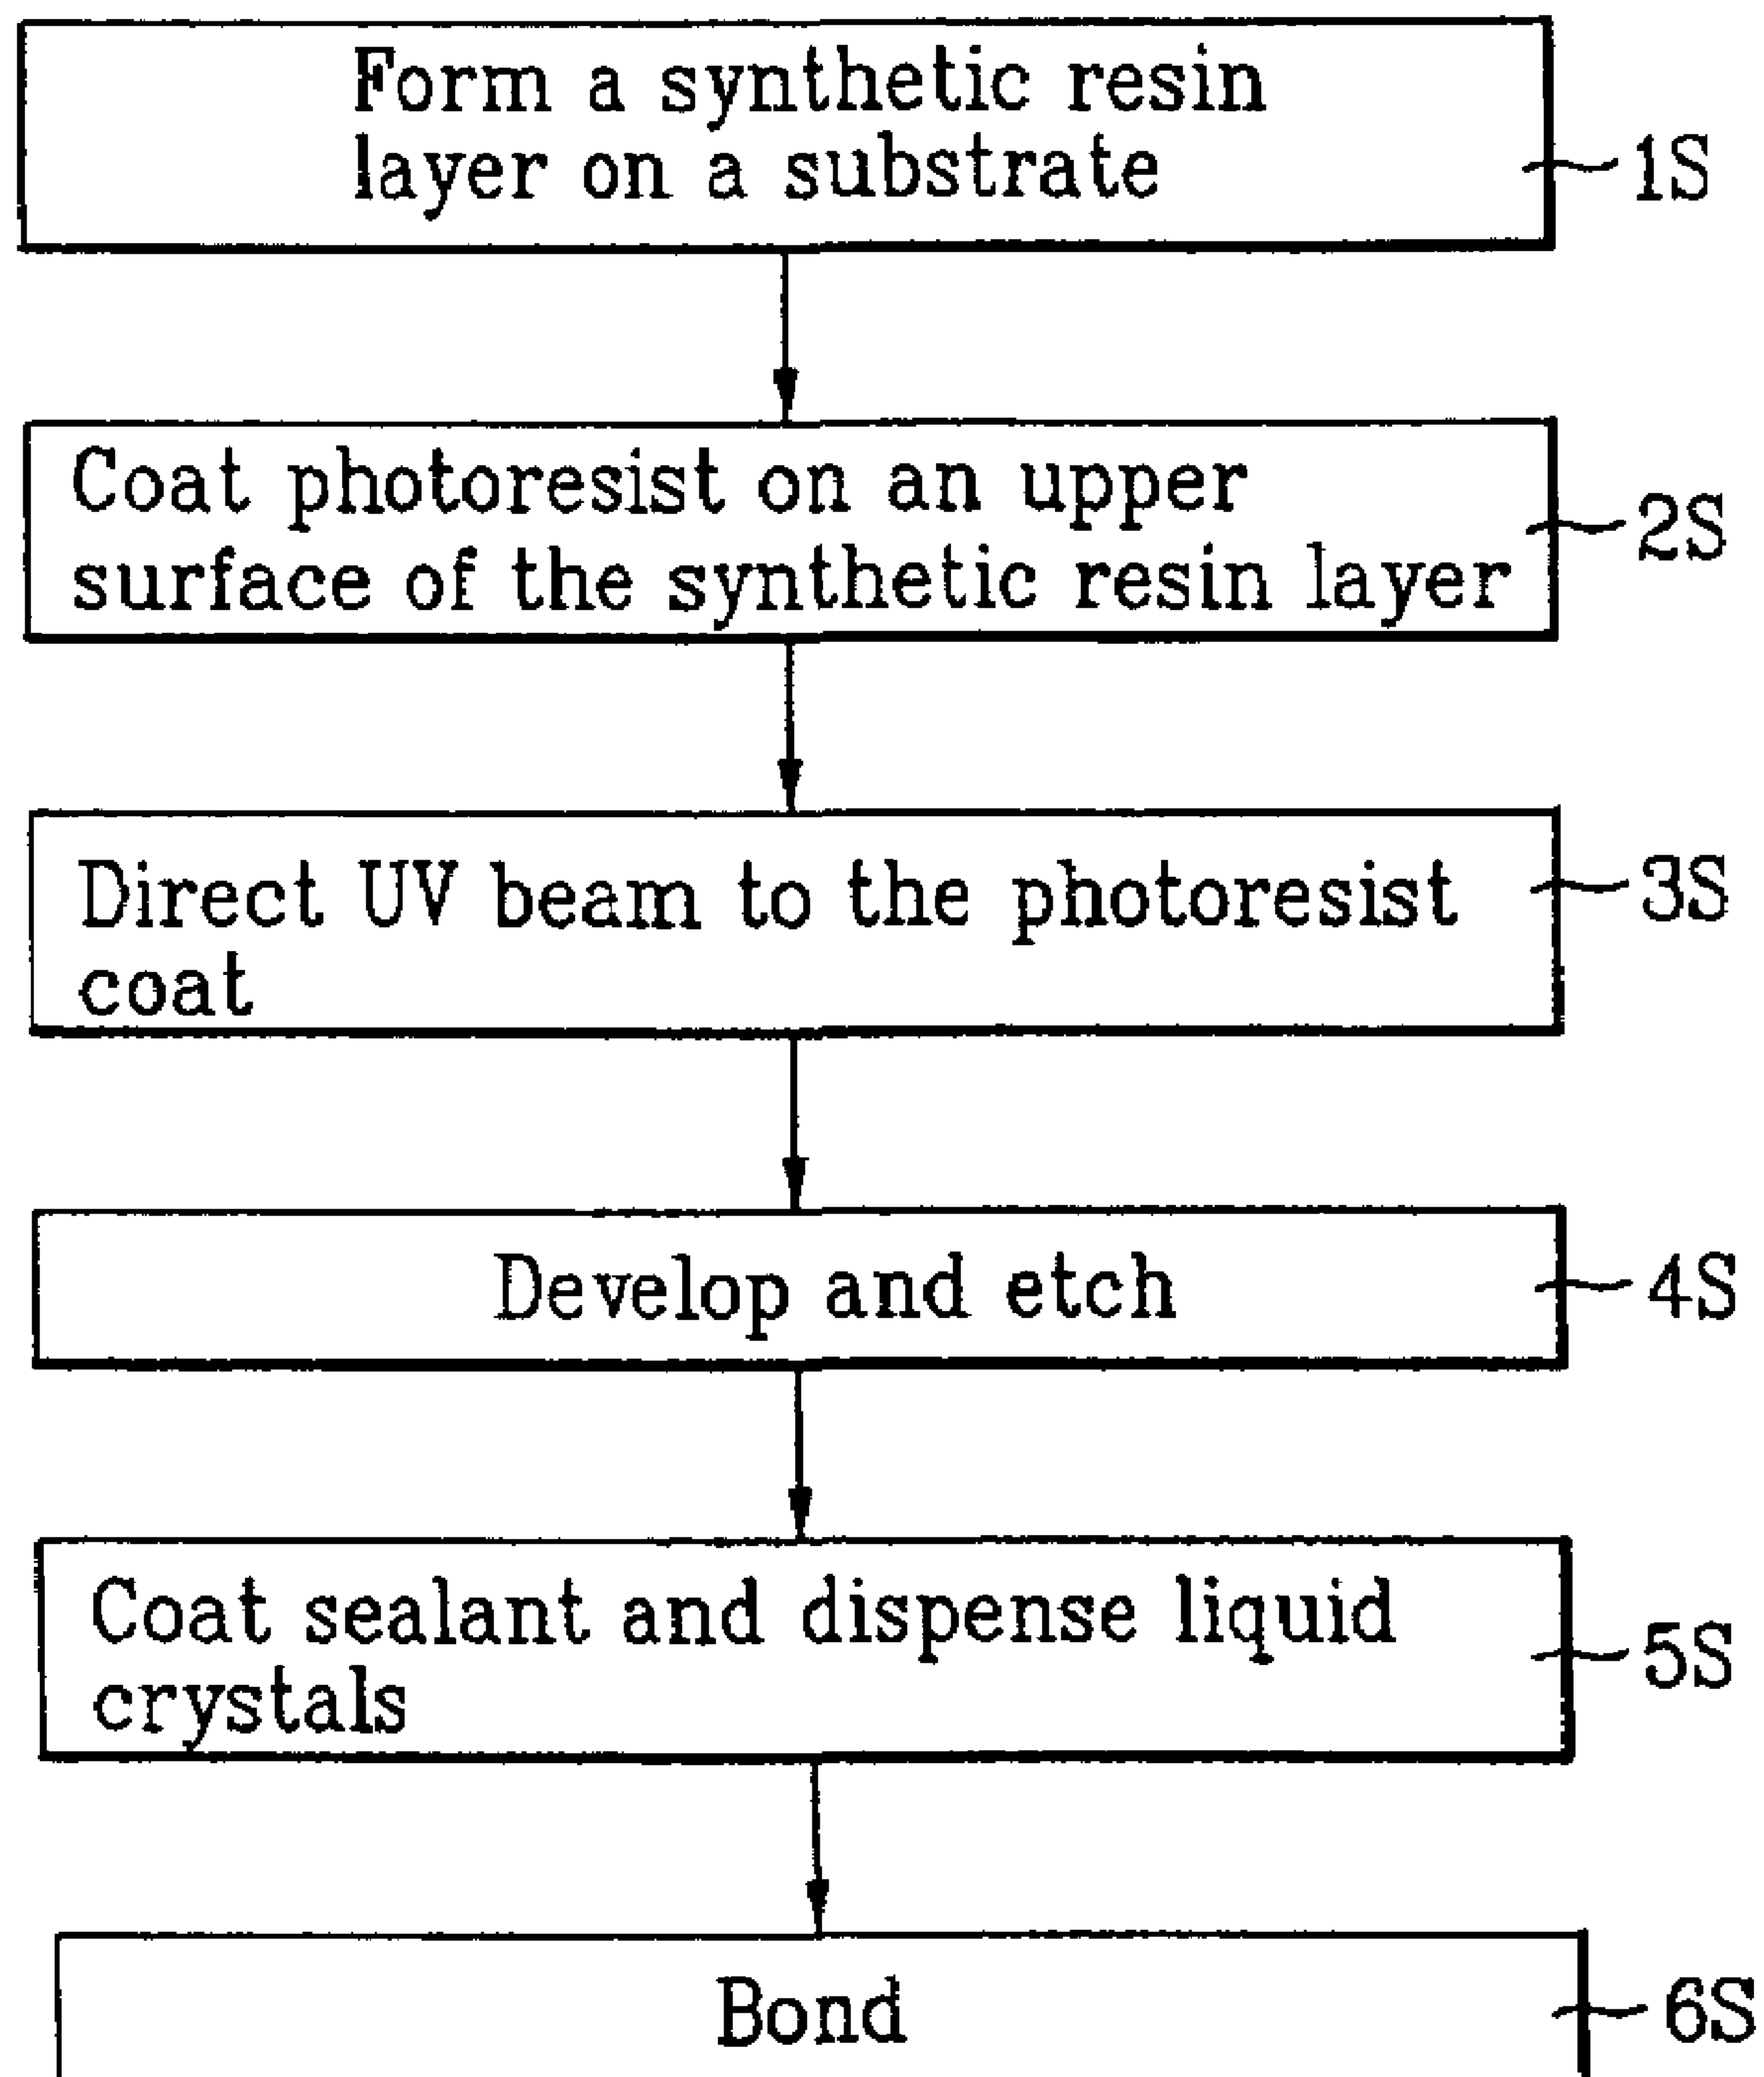 Form a synthetic resin
layer on a substrate
1S
Coat photoresist on an upper
surface of the synthetic resin layer
2S
Direct UV beam to the photoresist
coat
3S
Develop and etch
4S
Coat sealant and dispense liquid
crystals
5S
Bond
6S